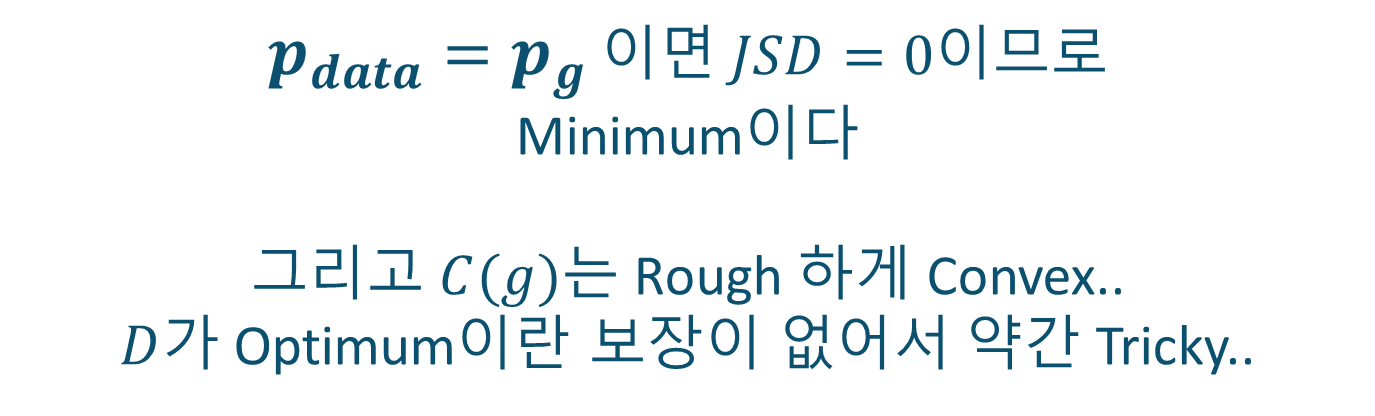 p_data = p_g 이면 JSD = 0이므로
Minimum이다
그리고 C(g)는 Rough 하게 Convex..
D가 Optimum이란 보장이 없어서 약간 Tricky..